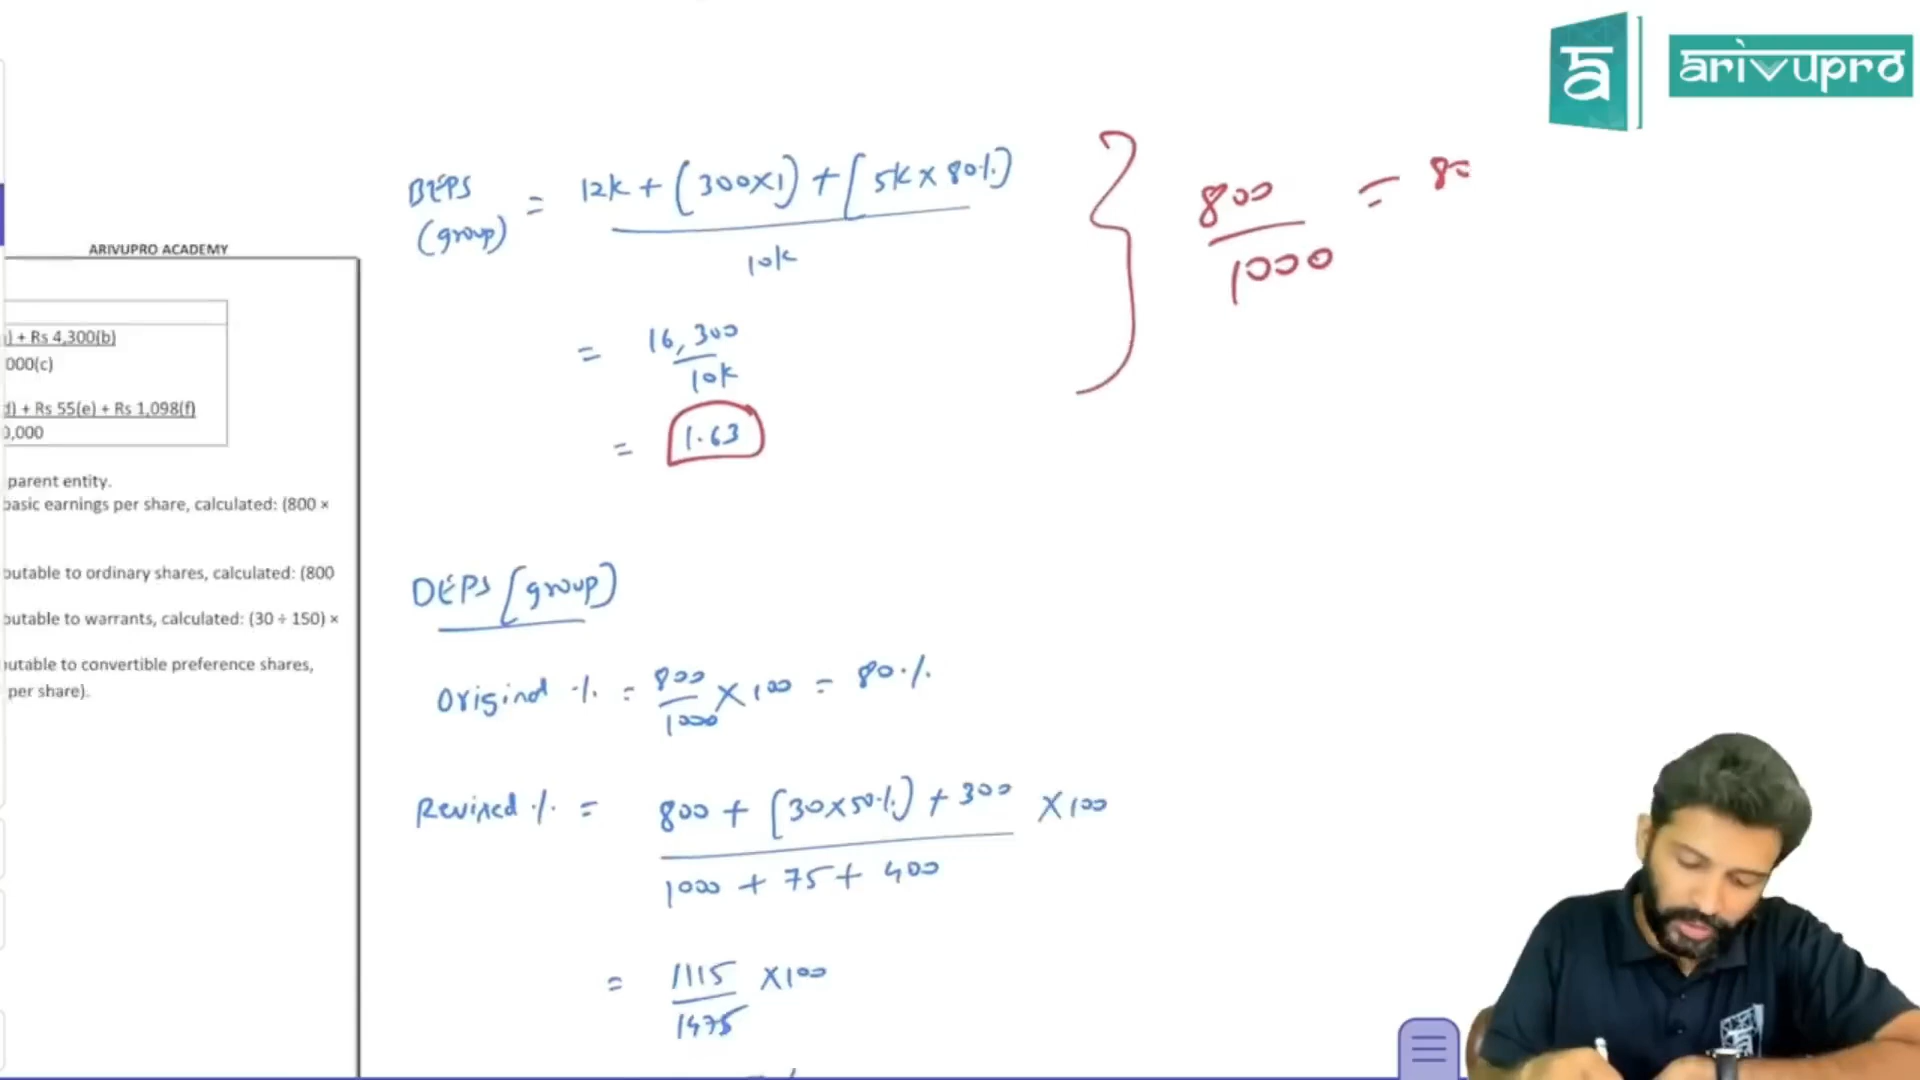 arivupro
ARIVUPRO ACADEMY
) + Rs 4,300(b)
000(c)
d) + Rs 55(e) + Rs 1,098(f)
0,000
parent entity.
basic earnings per share, calculated: (800 ×
butable to ordinary shares, calculated: (800
butable to warrants, calculated: (30 ÷ 150) ×
utable to convertible preference shares,
per share).
BEPS (group) = 12k + (300×1) + (5k × 80%)
10k
= 16,300
10k
= 1.63
800 = 80
1000
DEPS (group)
Original % = 800 × 100 = 80%
1000
Revised % = 800 + (30×50%) + 300 × 100
1000 + 75 + 400
= 1115 × 100
1475